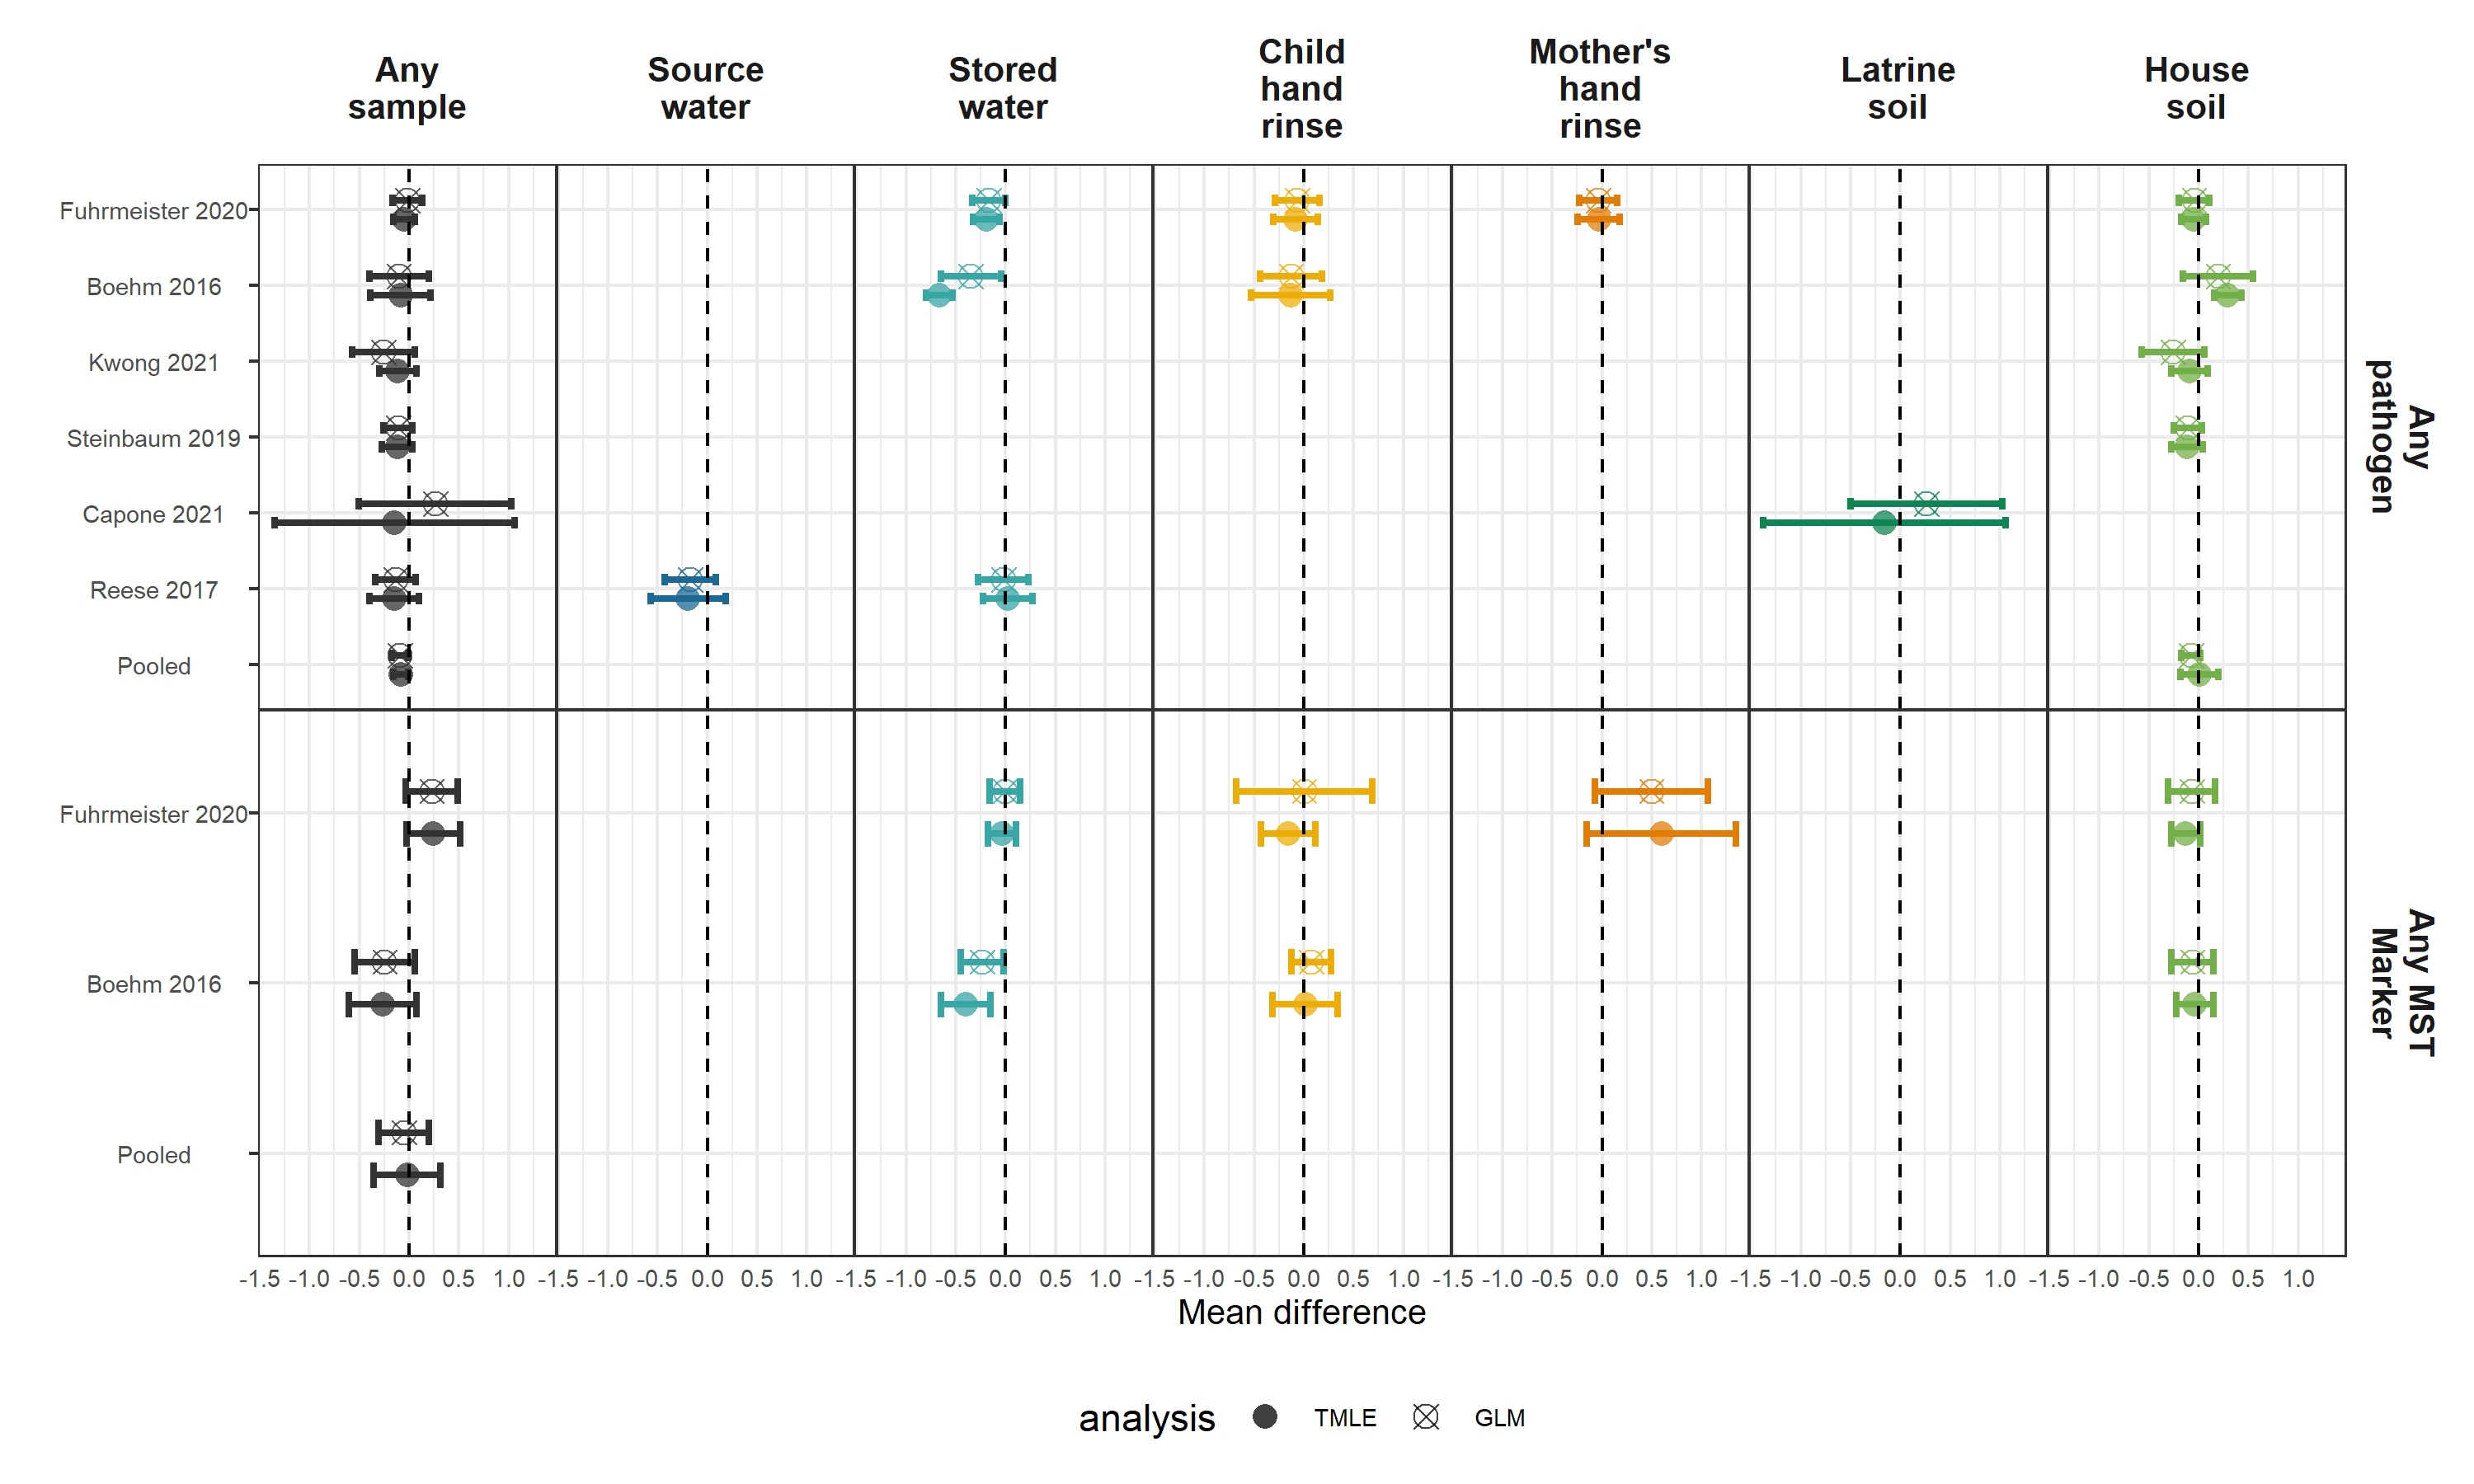 Any
sample
Source
water
Stored
water
Child
hand
rinse
Mother's
hand
rinse
Latrine
soil
House
soil
Fuhrmeister 2020
Boehm 2016
Kwong 2021
Steinbaum 2019
Capone 2021
Reese 2017
Pooled
Any
pathogen
Fuhrmeister 2020
Boehm 2016
Pooled
Any MST
Marker
-1.5 -1.0 -0.5 0.0 0.5 1.0 -1.5 -1.0 -0.5 0.0 0.5 1.0 -1.5 -1.0 -0.5 0.0 0.5 1.0 -1.5 -1.0 -0.5 0.0 0.5 1.0 -1.5 -1.0 -0.5 0.0 0.5 1.0 -1.5 -1.0 -0.5 0.0 0.5 1.0 -1.5 -1.0 -0.5 0.0 0.5 1.0
Mean difference
analysis TMLE GLM